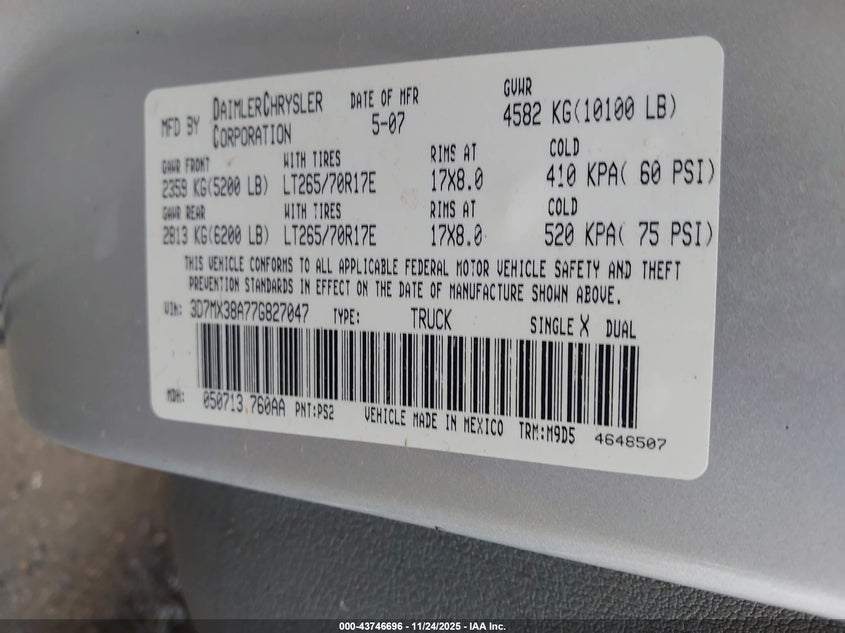 MFD BY DAIMLERCHRYSLER CORPORATION DATE OF MFR 5-07 GVWR 4582 KG(10100 LB)
GAWR FRONT WITH TIRES RIMS AT COLD
2359 KG(5200 LB) LT265/70R17E 17X8.0 410 KPA( 60 PSI)
GAWR REAR WITH TIRES RIMS AT COLD
2813 KG(6200 LB) LT265/70R17E 17X8.0 520 KPA( 75 PSI)
THIS VEHICLE CONFORMS TO ALL APPLICABLE FEDERAL MOTOR VEHICLE SAFETY AND THEFT
PREVENTION STANDARDS IN EFFECT ON THE DATE OF MANUFACTURE SHOWN ABOVE.
VIN: 3D7MX38A77G827047 TYPE: TRUCK SINGLE X DUAL
MDH: 050713 760AA PNT:PS2 VEHICLE MADE IN MEXICO TRM:M9D5 4648507
000-43746696 - 11/24/2025 - IAA Inc.